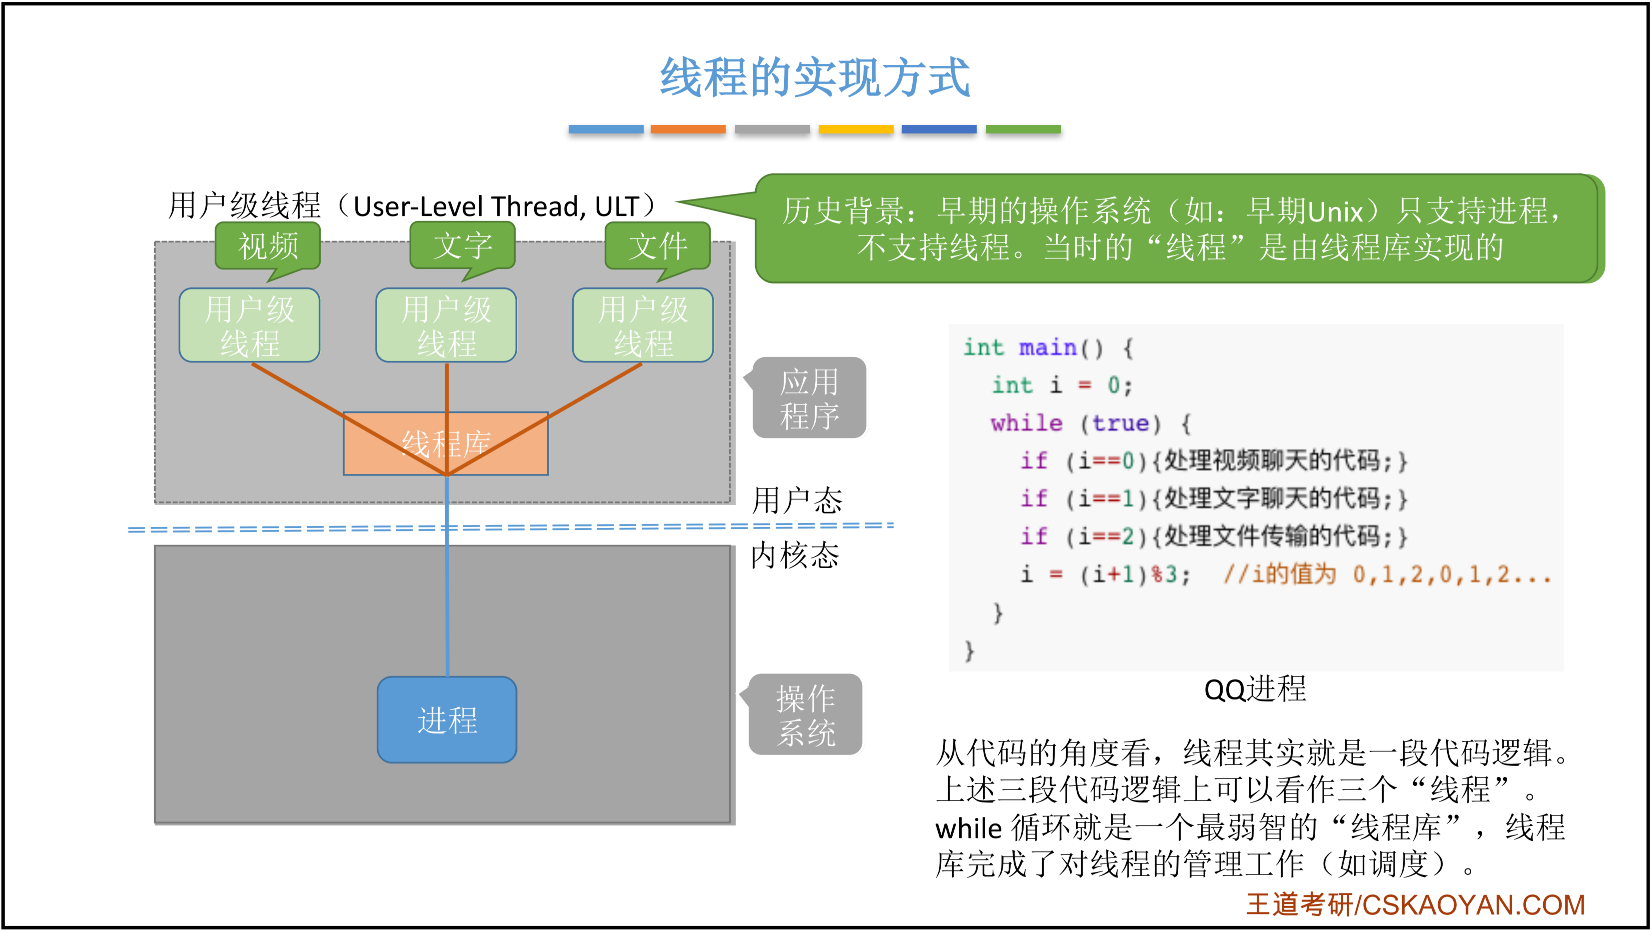 线程的实现方式
用户级线程（User-Level Thread, ULT）
历史背景：早期的操作系统（如：早期Unix）只支持进程，
不支持线程。当时的“线程”是由线程库实现的
视频
文字
文件
用户级
线程
用户级
线程
用户级
线程
线程库
应用
程序
用户态
内核态
进程
操作
系统
int main() {
int i = 0;
while (true) {
if (i==0){处理视频聊天的代码;}
if (i==1){处理文字聊天的代码;}
if (i==2){处理文件传输的代码;}
i = (i+1)%3; //i的值为 0,1,2,0,1,2...
}
}
QQ进程
从代码的角度看，线程其实就是一段代码逻辑。
上述三段代码逻辑上可以看作三个“线程”。
while 循环就是一个最弱智的“线程库”，线程
库完成了对线程的管理工作（如调度）。
王道考研/CSKAOYAN.COM